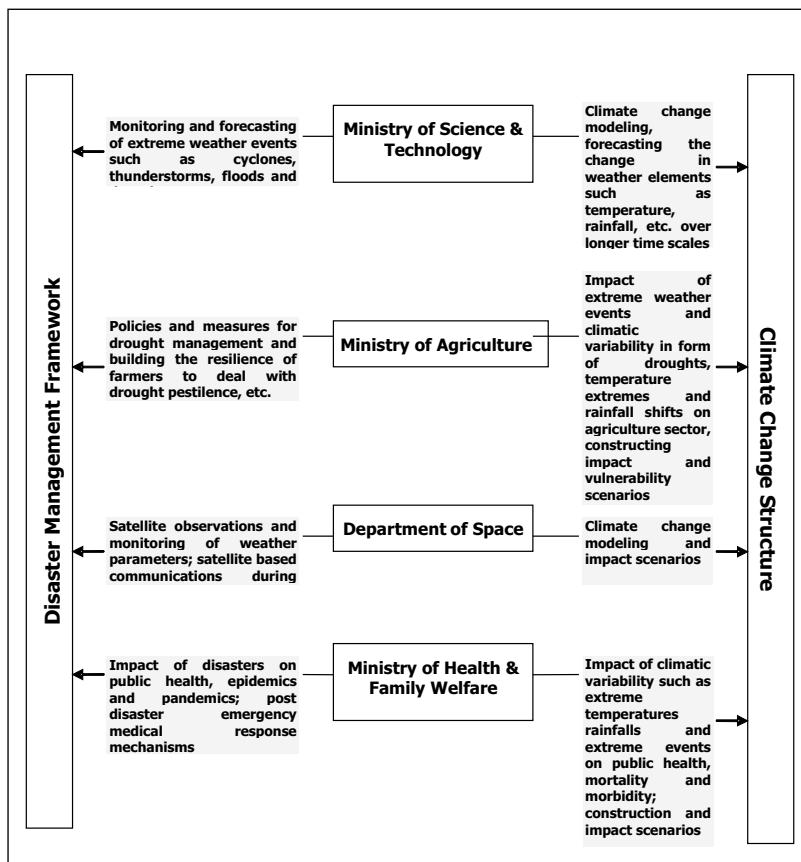 Disaster Management Framework
Monitoring and forecasting
of extreme weather events
such as cyclones,
thunderstorms, floods and
Ministry of Science &
Technology
Climate change
modeling,
forecasting the
change in
weather elements
such as
temperature,
rainfall, etc. over
longer time scales
Policies and measures for
drought management and
building the resilience of
farmers to deal with
drought pestilence, etc.
Ministry of Agriculture
Impact of
extreme weather
events and
climatic
variability in form
of droughts,
temperature
extremes and
rainfall shifts on
agriculture sector,
constructing
impact and
vulnerability
scenarios
Satellite observations and
monitoring of weather
parameters; satellite based
communications during
Department of Space
Climate change
modeling and
impact scenarios
Impact of disasters on
public health, epidemics
and pandemics; post
disaster emergency
medical response
mechanisms
Ministry of Health &
Family Welfare
Impact of climatic
variability such as
extreme
temperatures
rainfalls and
extreme events
on public health,
mortality and
morbidity;
construction and
impact scenarios
Climate Change Structure